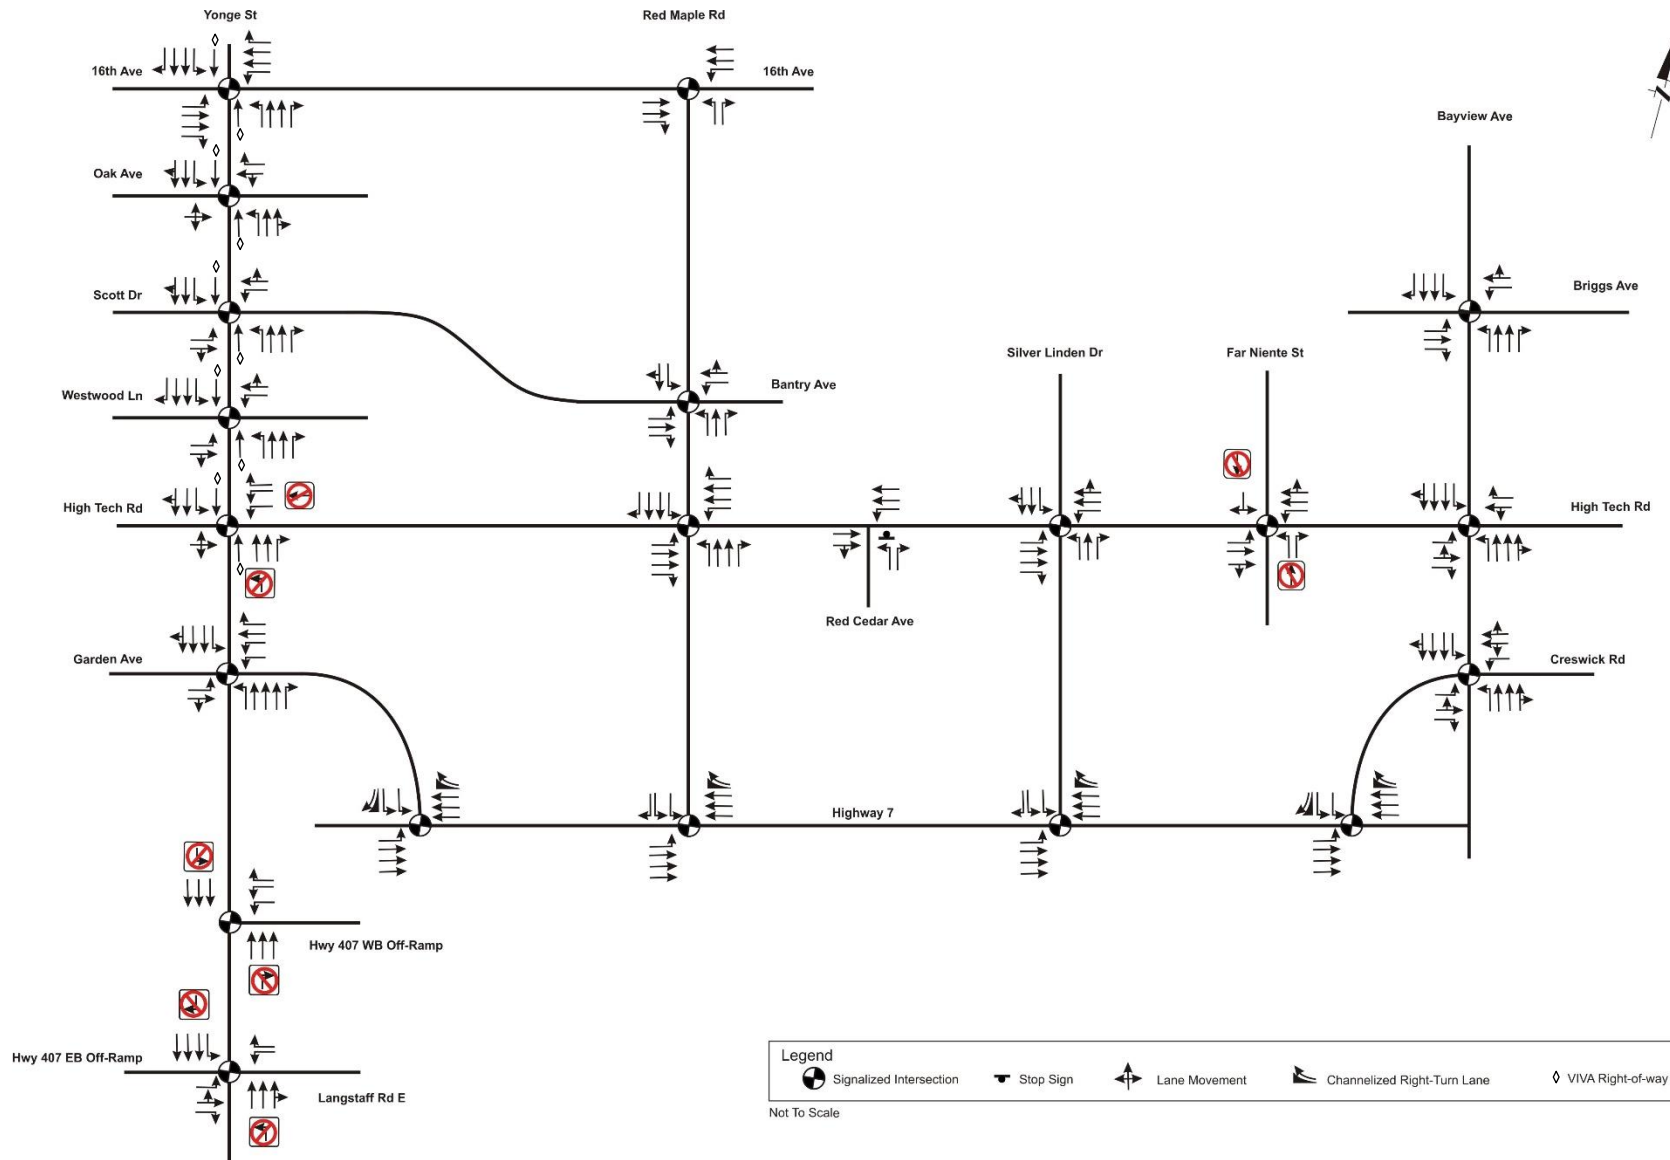 Yonge St
Red Maple Rd
16th Ave
16th Ave
Bayview Ave
Oak Ave
Scott Dr
Briggs Ave
Silver Linden Dr
Far Niente St
Westwood Ln
Bantry Ave
High Tech Rd
High Tech Rd
Red Cedar Ave
Garden Ave
Creswick Rd
Highway 7
Hwy 407 WB Off-Ramp
Hwy 407 EB Off-Ramp
Langstaff Rd E
Legend
Signalized Intersection
Stop Sign
Lane Movement
Channelized Right-Turn Lane
VIVA Right-of-way
Not To Scale